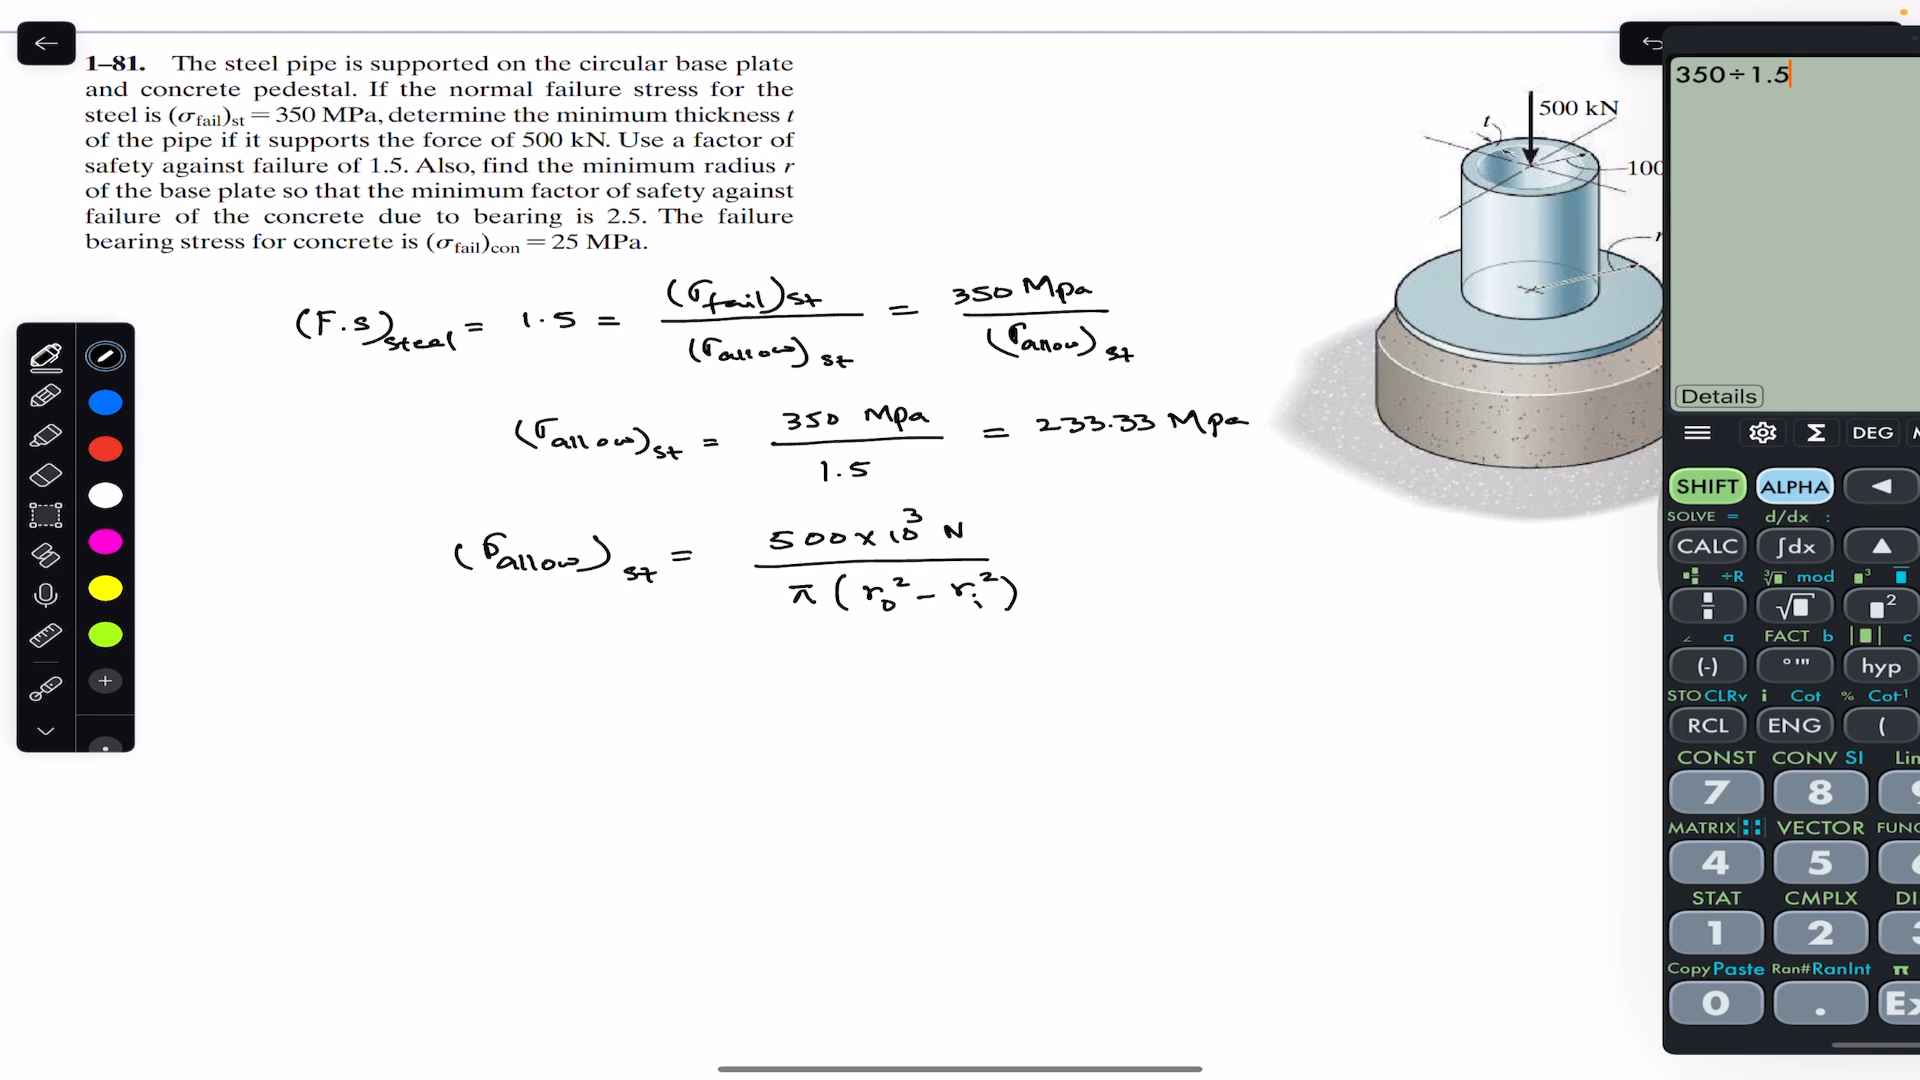 1–81. The steel pipe is supported on the circular base plate
and concrete pedestal. If the normal failure stress for the
steel is (σfail)st = 350 MPa, determine the minimum thickness t
of the pipe if it supports the force of 500 kN. Use a factor of
safety against failure of 1.5. Also, find the minimum radius r
of the base plate so that the minimum factor of safety against
failure of the concrete due to bearing is 2.5. The failure
bearing stress for concrete is (σfail)con = 25 MPa.
(F.s)steel = 1.5 = (σfail)st / (σallow)st = 350 Mpa / (σallow)st
(σallow)st = 350 Mpa / 1.5 = 233.33 Mpa
(σallow)st = 500 x 10³ N / π (ro² - ri²)
500 kN
t
100
r
350÷1.5
Details
DEG
SHIFT ALPHA ◀
SOLVE = d/dx :
CALC ∫dx ▲
÷R mod
√ ²
∠ a FACT b c
(-) ° ''' hyp
STO CLRv i Cot % Cot⁻¹
RCL ENG (
CONST CONV SI Lim
7 8
MATRIX VECTOR FUNC
4 5
STAT CMPLX
1 2
Copy Paste Ran# RanInt π
0 .